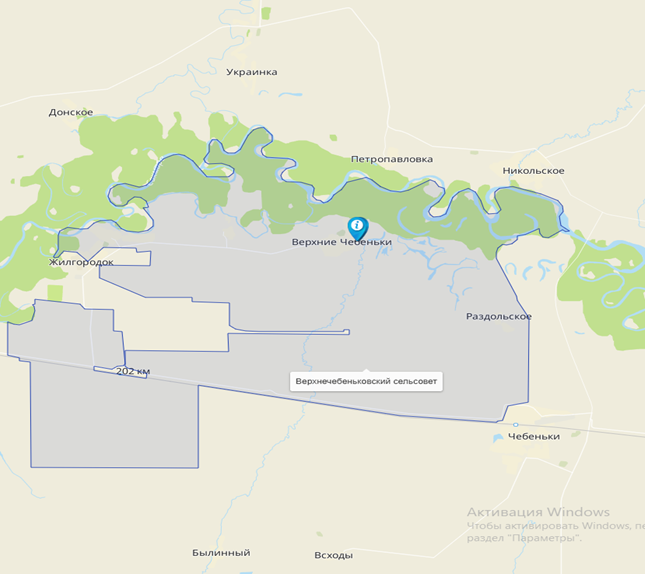 Украинка
Донское
Петропавловка
Никольское
i
Верхние Чебеньки
Жилгородок
Раздольское
202 км
Верхнечебеньковский сельсовет
Чебеньки
Активация Windows
Чтобы активировать Windows, пе
раздел "Параметры".
Былинный
Всходы